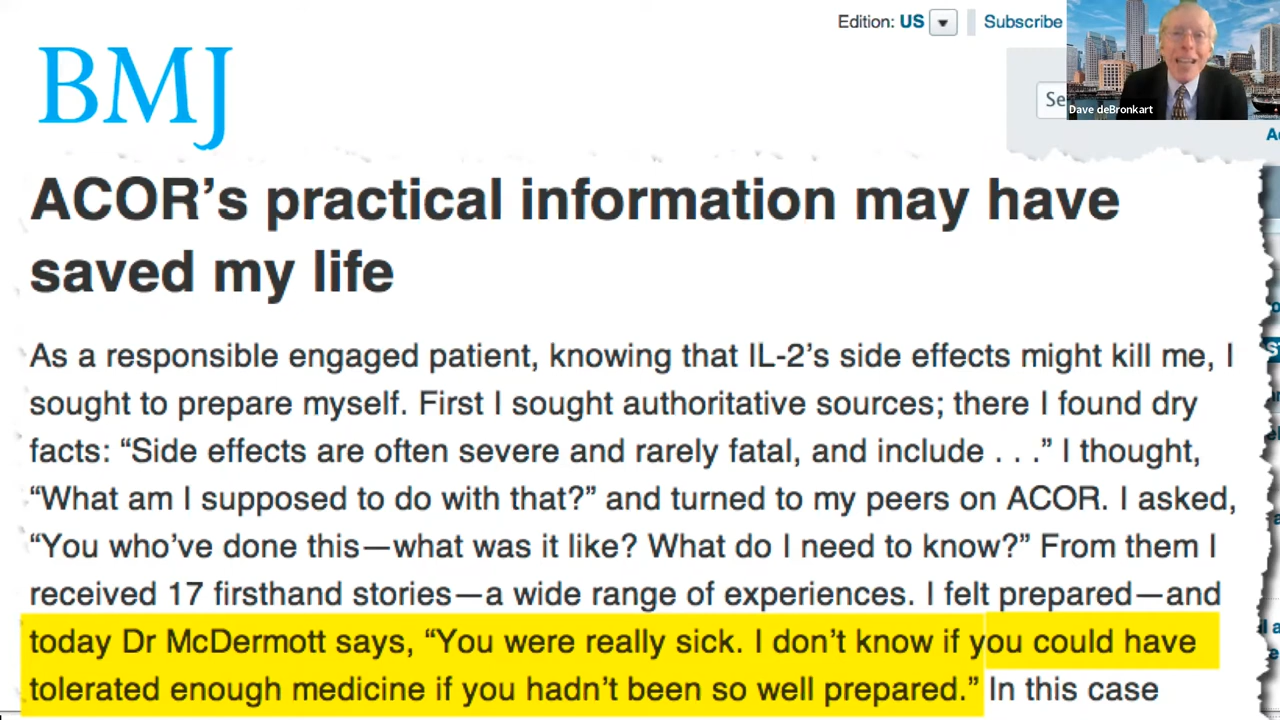 Edition: US Subscribe
BMJ
Se
Dave deBronkart
ACOR’s practical information may have
saved my life
As a responsible engaged patient, knowing that IL-2’s side effects might kill me, I
sought to prepare myself. First I sought authoritative sources; there I found dry
facts: “Side effects are often severe and rarely fatal, and include . . .” I thought,
“What am I supposed to do with that?” and turned to my peers on ACOR. I asked,
“You who’ve done this—what was it like? What do I need to know?” From them I
received 17 firsthand stories—a wide range of experiences. I felt prepared—and
today Dr McDermott says, “You were really sick. I don’t know if you could have
tolerated enough medicine if you hadn’t been so well prepared.” In this case